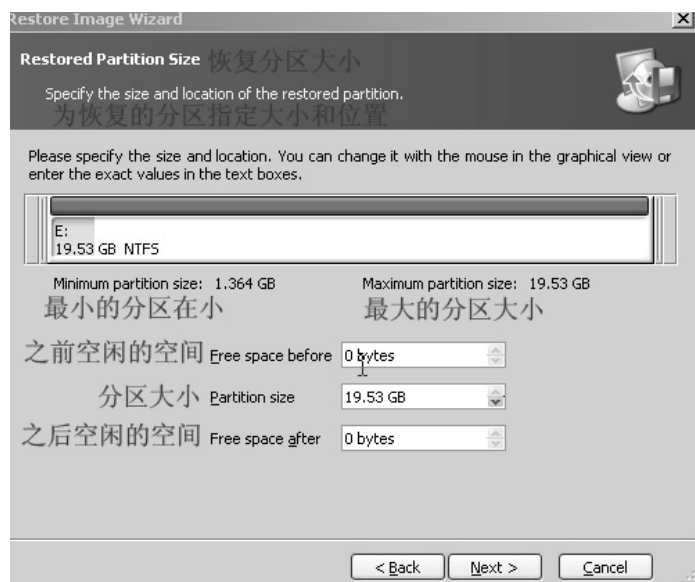 Restore Image Wizard
Restored Partition Size 恢复分区大小
Specify the size and location of the restored partition.
为恢复的分区指定大小和位置
Please specify the size and location. You can change it with the mouse in the graphical view or
enter the exact values in the text boxes.
E:
19.53 GB NTFS
Minimum partition size: 1.364 GB Maximum partition size: 19.53 GB
最小的分区在小 最大的分区大小
之前空闲的空间 Free space before 0 bytes
分区大小 Partition size 19.53 GB
之后空闲的空间 Free space after 0 bytes
< Back Next > Cancel